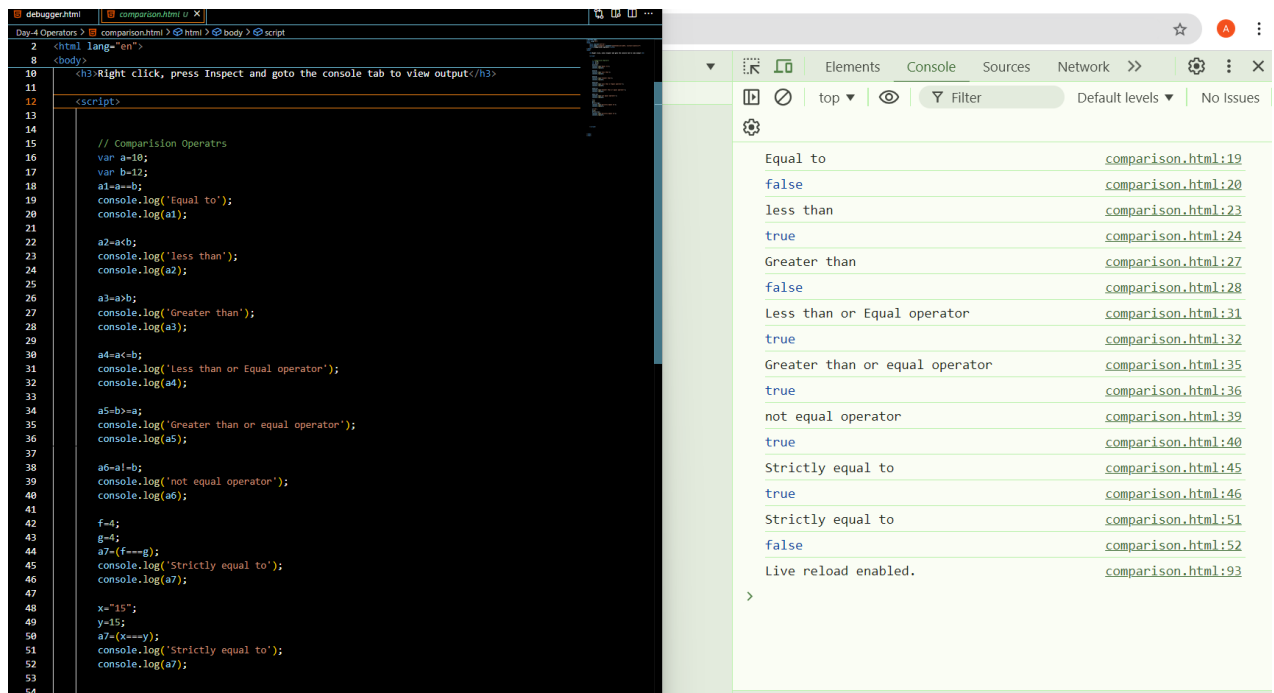 debugger.html comparison.html U ×
Day-4 Operators > comparison.html > html > body > script
2 <html lang="en">
8 <body>
10 <h3>Right click, press Inspect and goto the console tab to view output</h3>
11
12 <script>
13
14
15 // Comparision Operatrs
16 var a=10;
17 var b=12;
18 a1=a==b;
19 console.log('Equal to');
20 console.log(a1);
21
22 a2=a<b;
23 console.log('less than');
24 console.log(a2);
25
26 a3=a>b;
27 console.log('Greater than');
28 console.log(a3);
29
30 a4=a<=b;
31 console.log('Less than or Equal operator');
32 console.log(a4);
33
34 a5=b>=a;
35 console.log('Greater than or equal operator');
36 console.log(a5);
37
38 a6=a!=b;
39 console.log('not equal operator');
40 console.log(a6);
41
42 f=4;
43 g=4;
44 a7=(f===g);
45 console.log('Strictly equal to');
46 console.log(a7);
47
48 x="15";
49 y=15;
50 a7=(x===y);
51 console.log('Strictly equal to');
52 console.log(a7);
53
54
A
Elements Console Sources Network
top Filter Default levels No Issues
Equal to comparison.html:19
false comparison.html:20
less than comparison.html:23
true comparison.html:24
Greater than comparison.html:27
false comparison.html:28
Less than or Equal operator comparison.html:31
true comparison.html:32
Greater than or equal operator comparison.html:35
true comparison.html:36
not equal operator comparison.html:39
true comparison.html:40
Strictly equal to comparison.html:45
true comparison.html:46
Strictly equal to comparison.html:51
false comparison.html:52
Live reload enabled. comparison.html:93
>